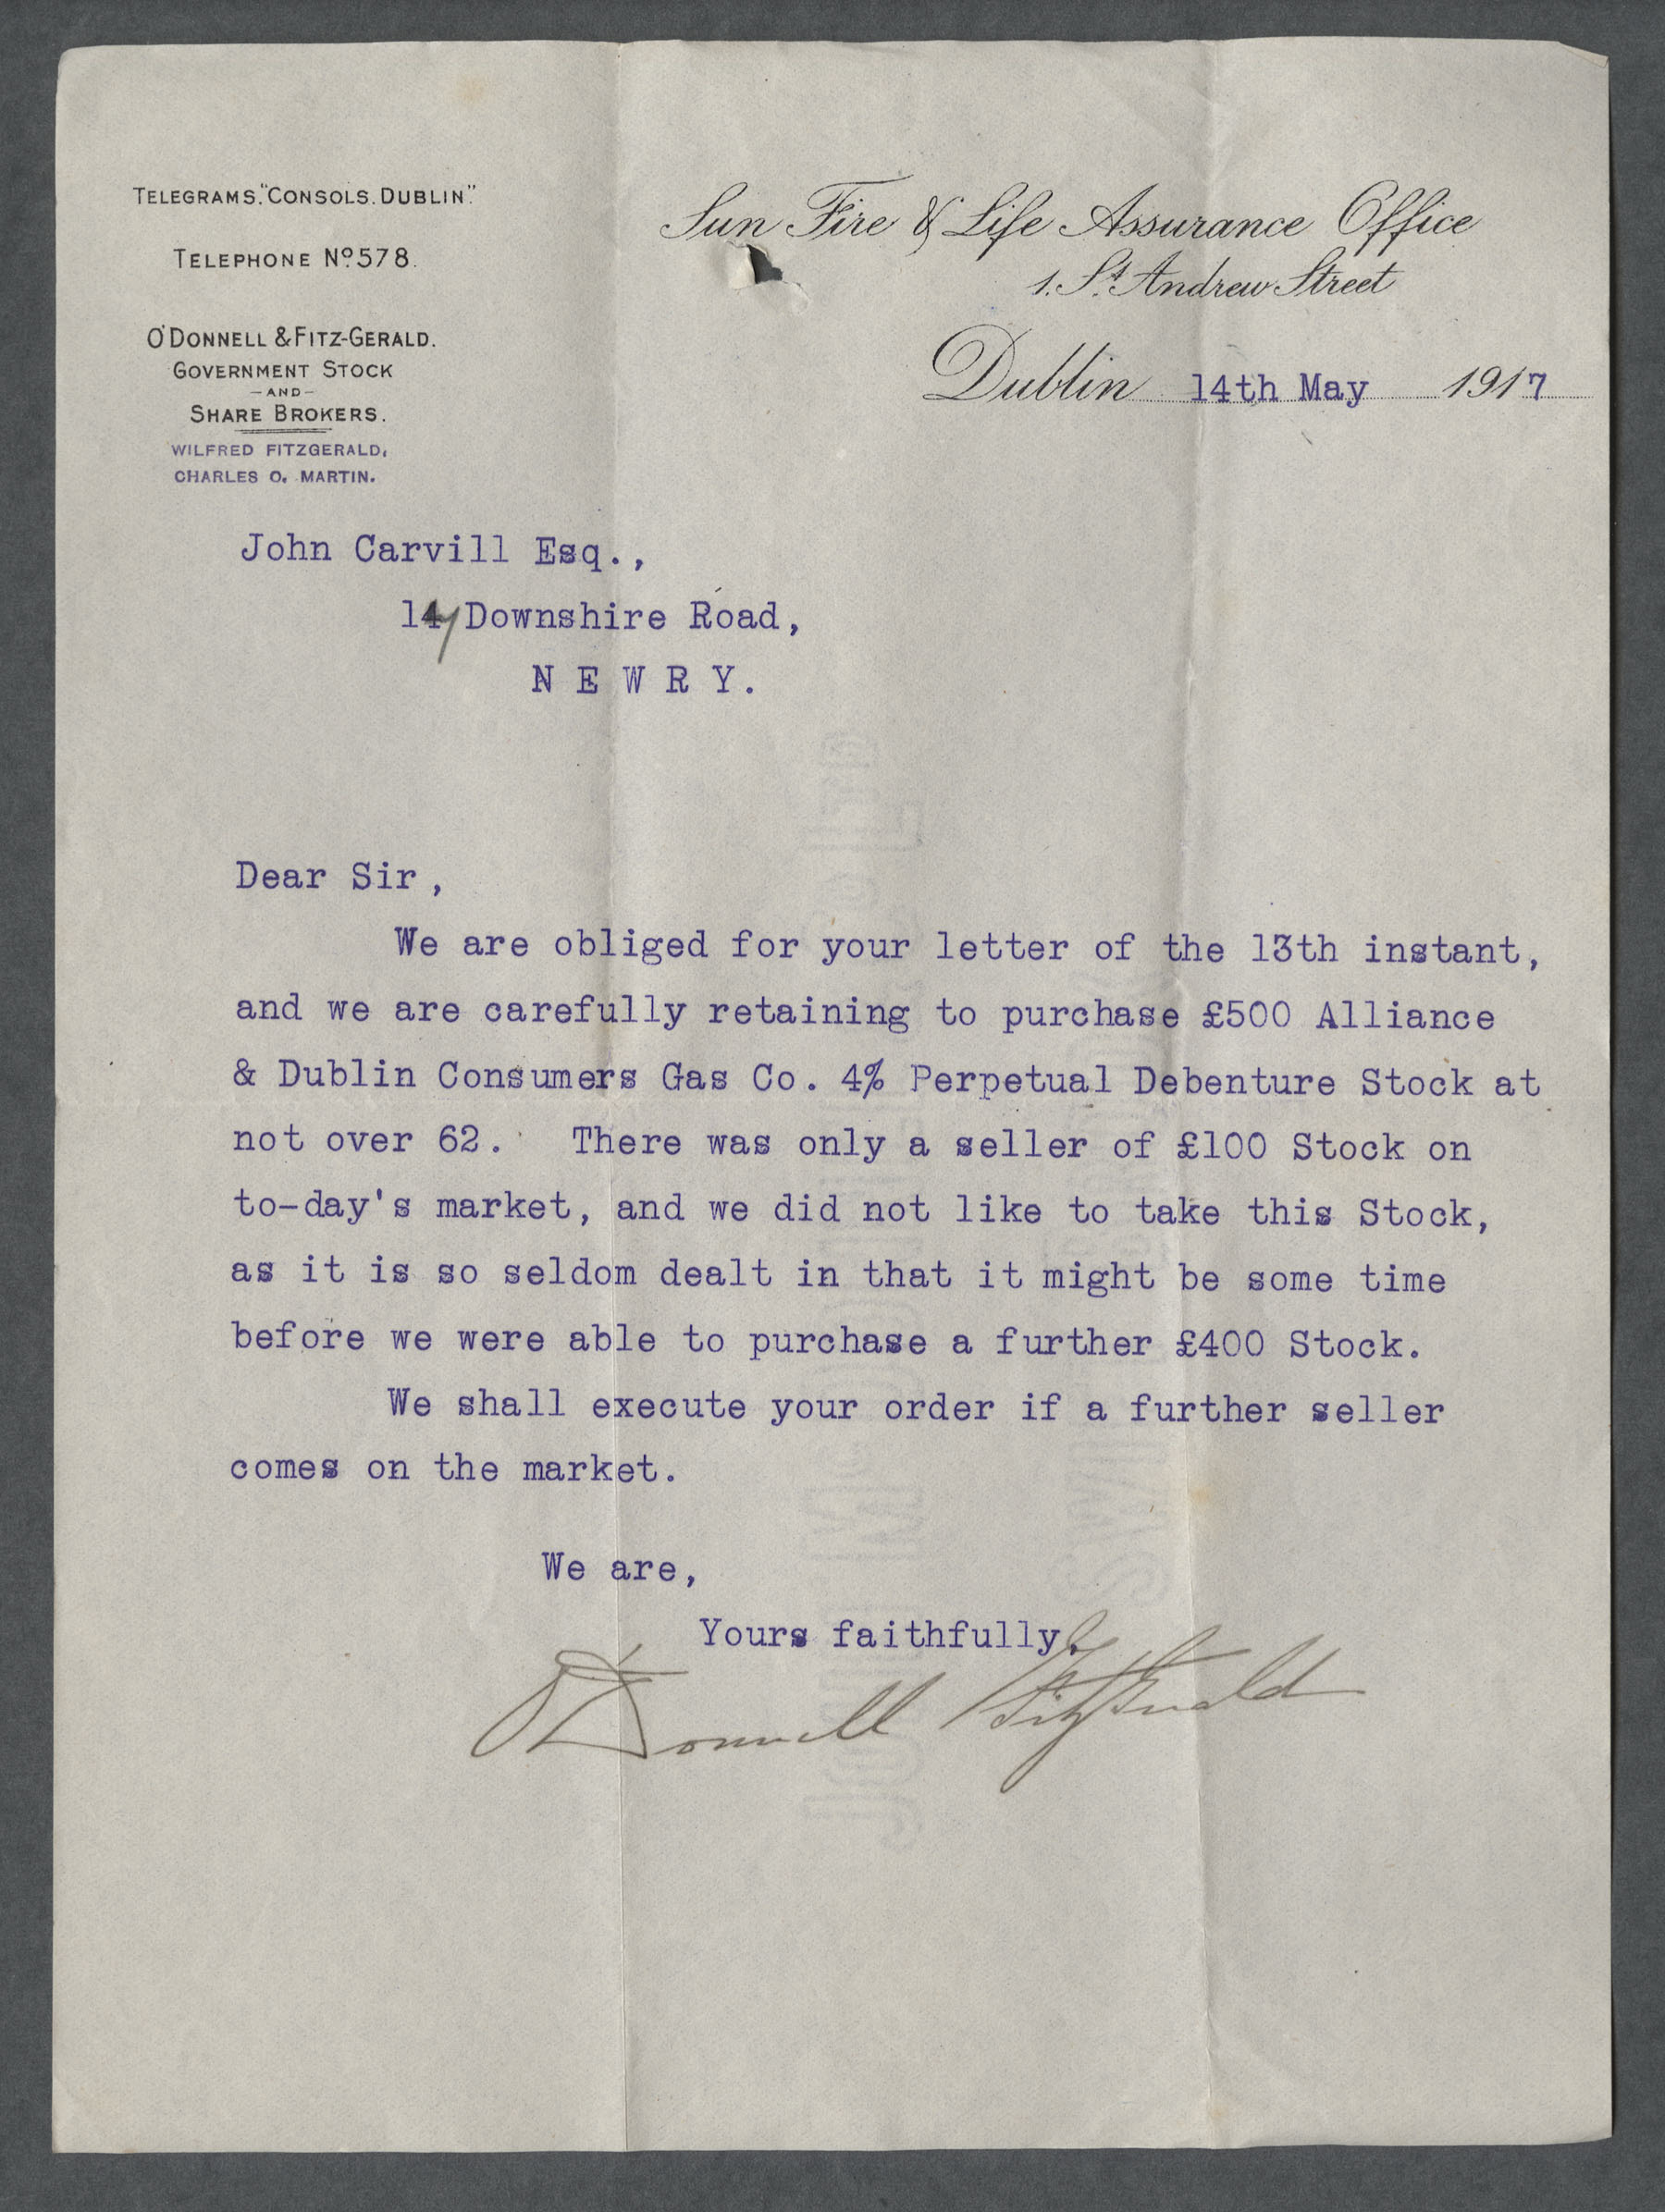 TELEGRAMS. "CONSOLS. DUBLIN."
TELEPHONE Nº 578.
O'DONNELL & FITZ-GERALD.
GOVERNMENT STOCK
— AND —
SHARE BROKERS.
WILFRED FITZGERALD,
CHARLES O. MARTIN.
Sun Fire & Life Assurance Office
1. St. Andrew Street
Dublin 14th May 1917
John Carvill Esq.,
14 Downshire Road,
N E W R Y.
Dear Sir,
We are obliged for your letter of the 13th instant,
and we are carefully retaining to purchase £500 Alliance
& Dublin Consumers Gas Co. 4% Perpetual Debenture Stock at
not over 62. There was only a seller of £100 Stock on
to-day's market, and we did not like to take this Stock,
as it is so seldom dealt in that it might be some time
before we were able to purchase a further £400 Stock.
We shall execute your order if a further seller
comes on the market.
We are,
Yours faithfully,
O'Donnell FitzGerald